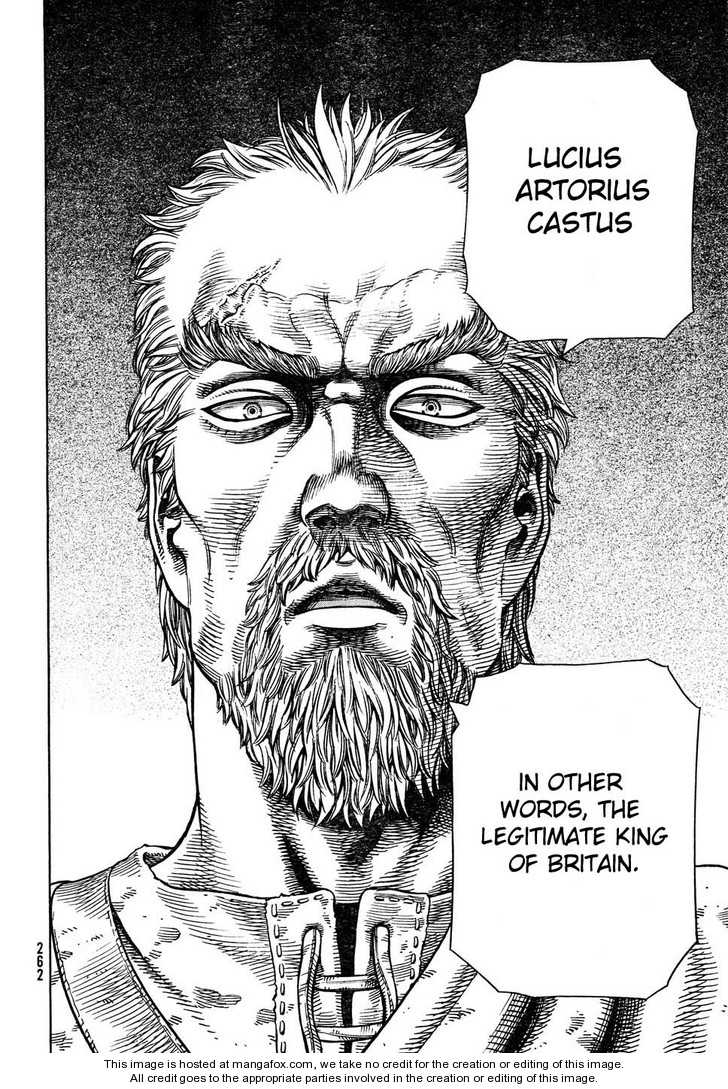 LUCIUS
ARTORIUS
CASTUS
IN OTHER
WORDS, THE
LEGITIMATE KING
OF BRITAIN.
262
This image is hosted at mangafox.com, we take no credit for the creation or editing of this image.
All credit goes to the appropriate parties involved in the creation or editing of this image.